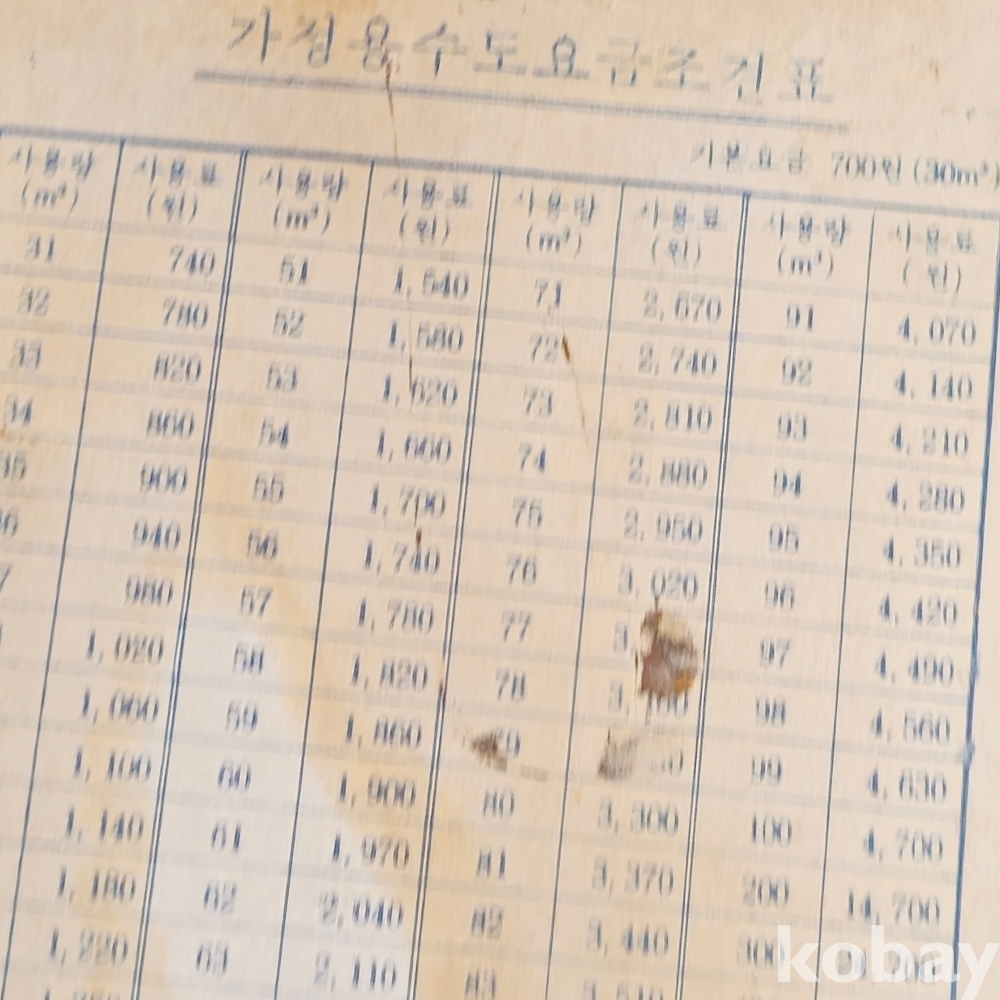 가정용수도요금조견표
기본요금 700원 (30m³)
사용량 사용료 사용량 사용료 사용량 사용료 사용량 사용료
(m³) (원) (m³) (원) (m³) (원) (m³) (원)
31 740 51 1,540 71 2,670 91 4,070
32 780 52 1,580 72 2,740 92 4,140
33 820 53 1,620 73 2,810 93 4,210
34 860 54 1,660 74 2,880 94 4,280
35 900 55 1,700 75 2,950 95 4,350
36 940 56 1,740 76 3,020 96 4,420
7 980 57 1,780 77 97 4,490
1,020 58 1,820 78 98 4,560
1,060 59 1,860 99 4,630
1,100 60 1,900 80 3,300 100 4,700
1,140 61 1,970 81 3,370 200 14,700
1,180 62 2,040 82 3,440 300
1,220 63 2,110 83 3,510
kobay